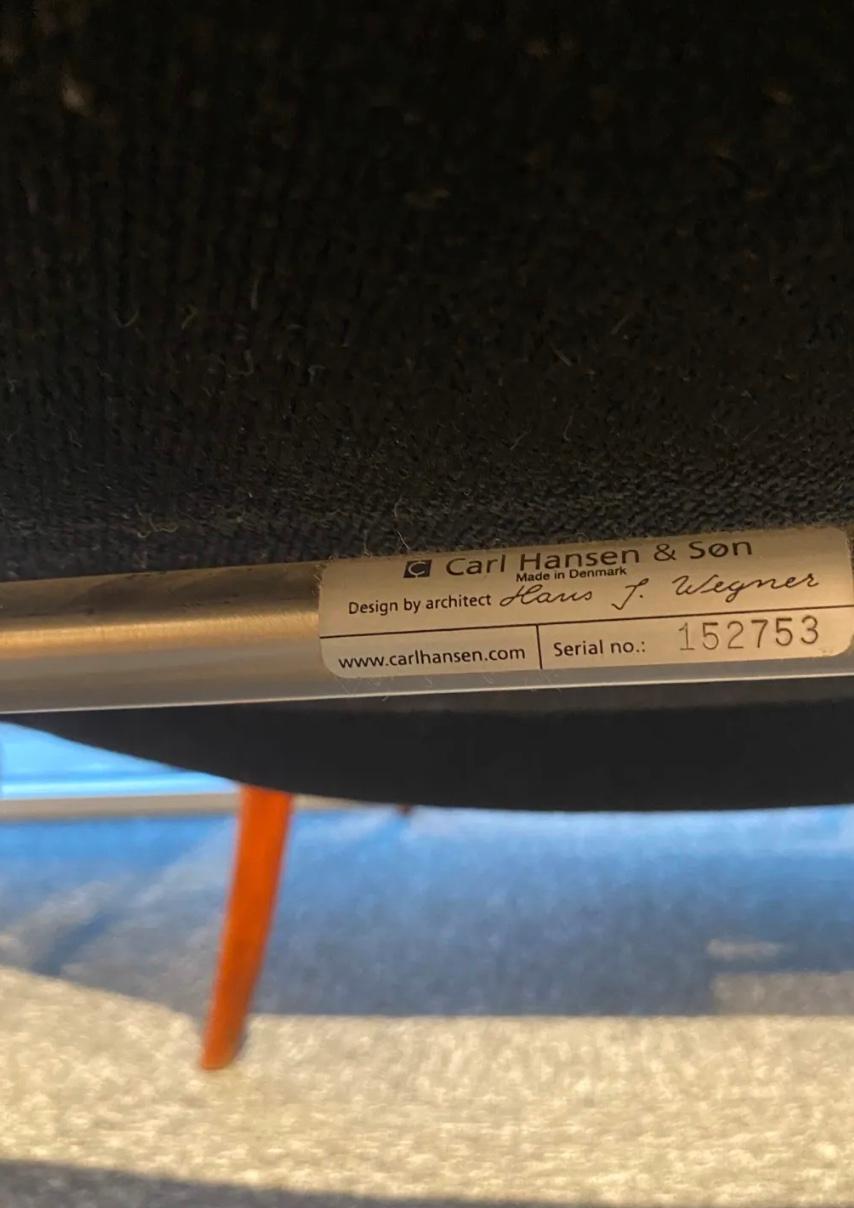 Carl Hansen & Søn
Made in Denmark
Design by architect Hans J. Wegner
www.carlhansen.com
Serial no.: 152753